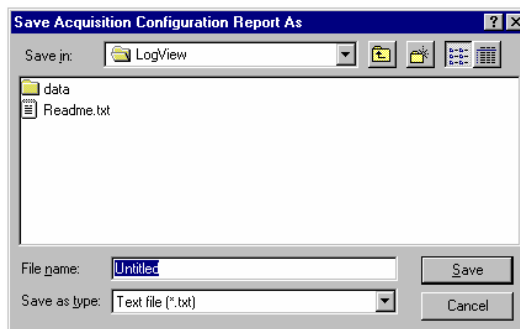 Save Acquisition Configuration Report As
Save in: LogView
data
Readme.txt
File name: Untitled Save
Save as type: Text file (*.txt) Cancel